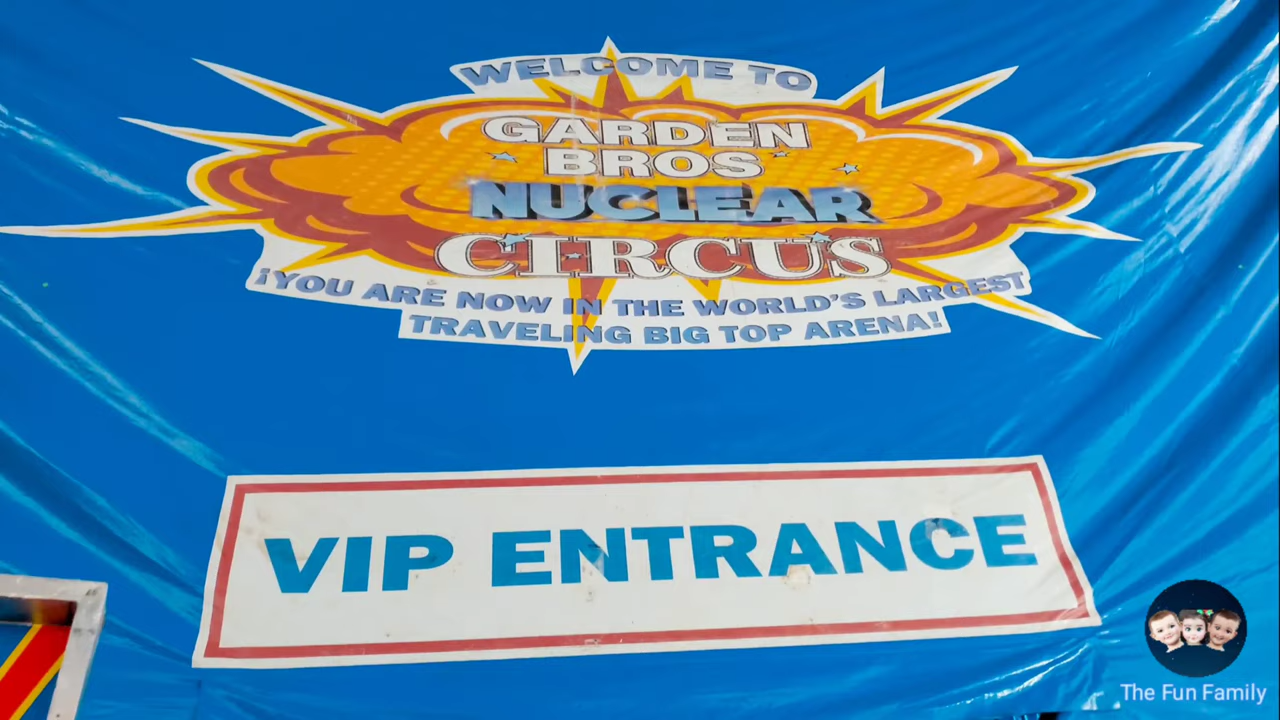 WELCOME TO
GARDEN
BROS
NUCLEAR
CIRCUS
¡YOU ARE NOW IN THE WORLD'S LARGEST
TRAVELING BIG TOP ARENA!
VIP ENTRANCE
The Fun Family